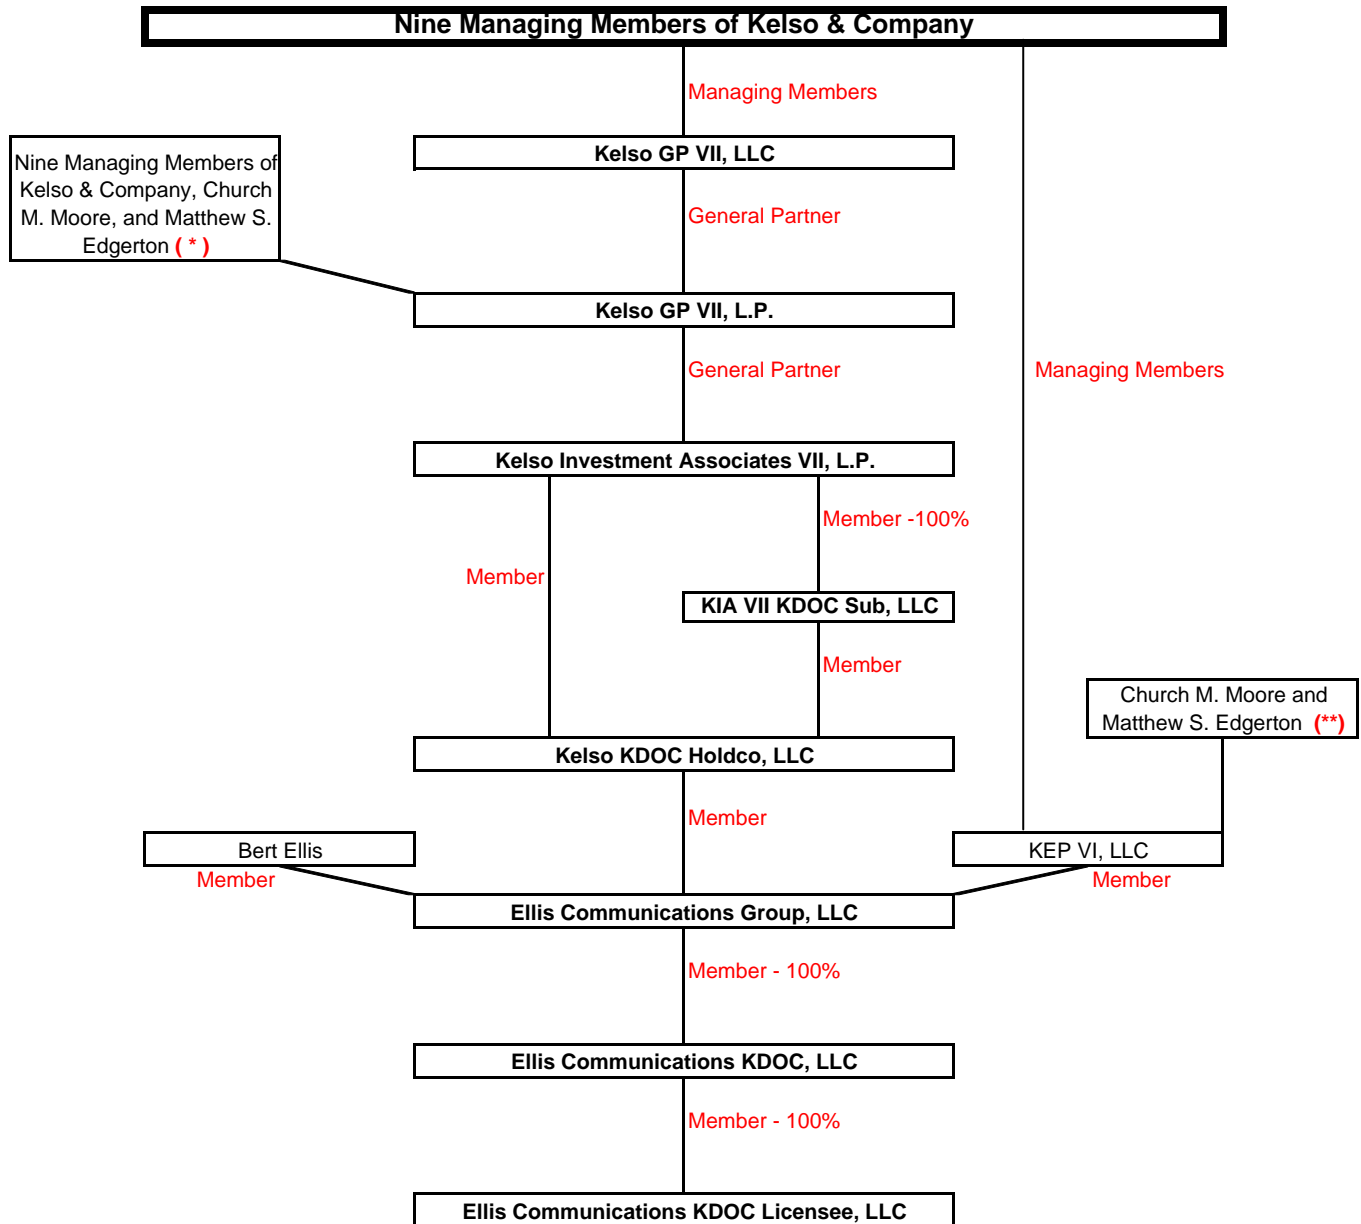 Nine Managing Members of Kelso & Company
Managing Members
Kelso GP VII, LLC
Nine Managing Members of
Kelso & Company, Church
M. Moore, and Matthew S.
Edgerton ( * )
General Partner
Kelso GP VII, L.P.
General Partner
Managing Members
Kelso Investment Associates VII, L.P.
Member -100%
Member
KIA VII KDOC Sub, LLC
Member
Church M. Moore and
Matthew S. Edgerton (**)
Kelso KDOC Holdco, LLC
Member
Bert Ellis
KEP VI, LLC
Member
Member
Ellis Communications Group, LLC
Member - 100%
Ellis Communications KDOC, LLC
Member - 100%
Ellis Communications KDOC Licensee, LLC